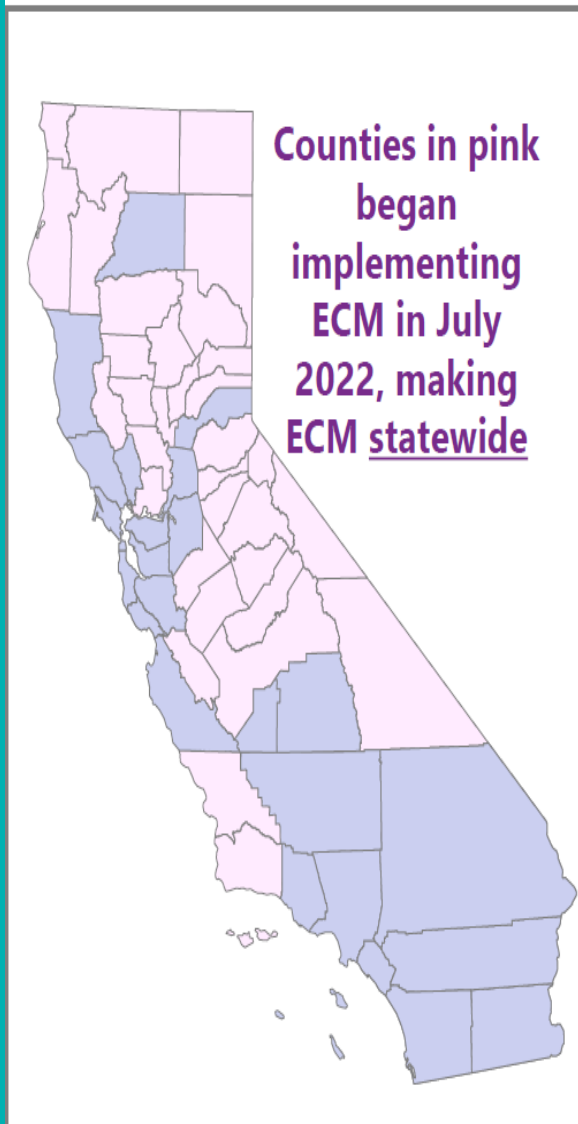 Counties in pink
began
implementing
ECM in July
2022, making
ECM statewide